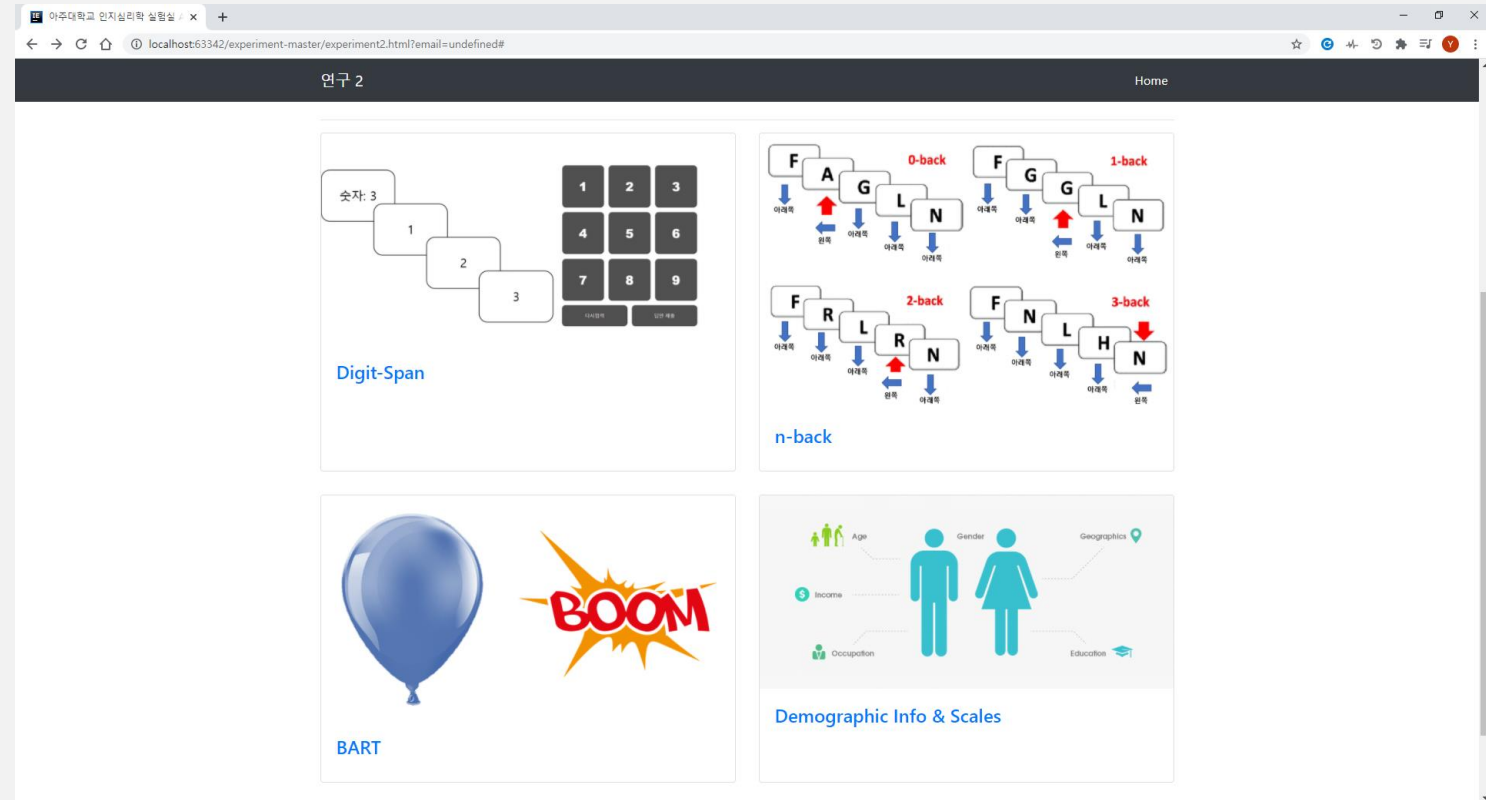 아주대학교 인지심리학 실험실
localhost:63342/experiment-master/experiment2.html?email=undefined#
Y
연구 2
Home
숫자: 3
1
2
3
1 2 3
4 5 6
7 8 9
Digit-Span
0-back
F
A
G
L
N
아래쪽
왼쪽
아래쪽
아래쪽
아래쪽
1-back
F
G
G
L
N
아래쪽
아래쪽
왼쪽
아래쪽
아래쪽
2-back
F
R
L
R
N
아래쪽
아래쪽
아래쪽
왼쪽
아래쪽
3-back
F
N
L
H
N
아래쪽
아래쪽
아래쪽
아래쪽
왼쪽
n-back
BOOM
BART
Age
Gender
Geographics
$ Income
Occupation
Education
Demographic Info & Scales